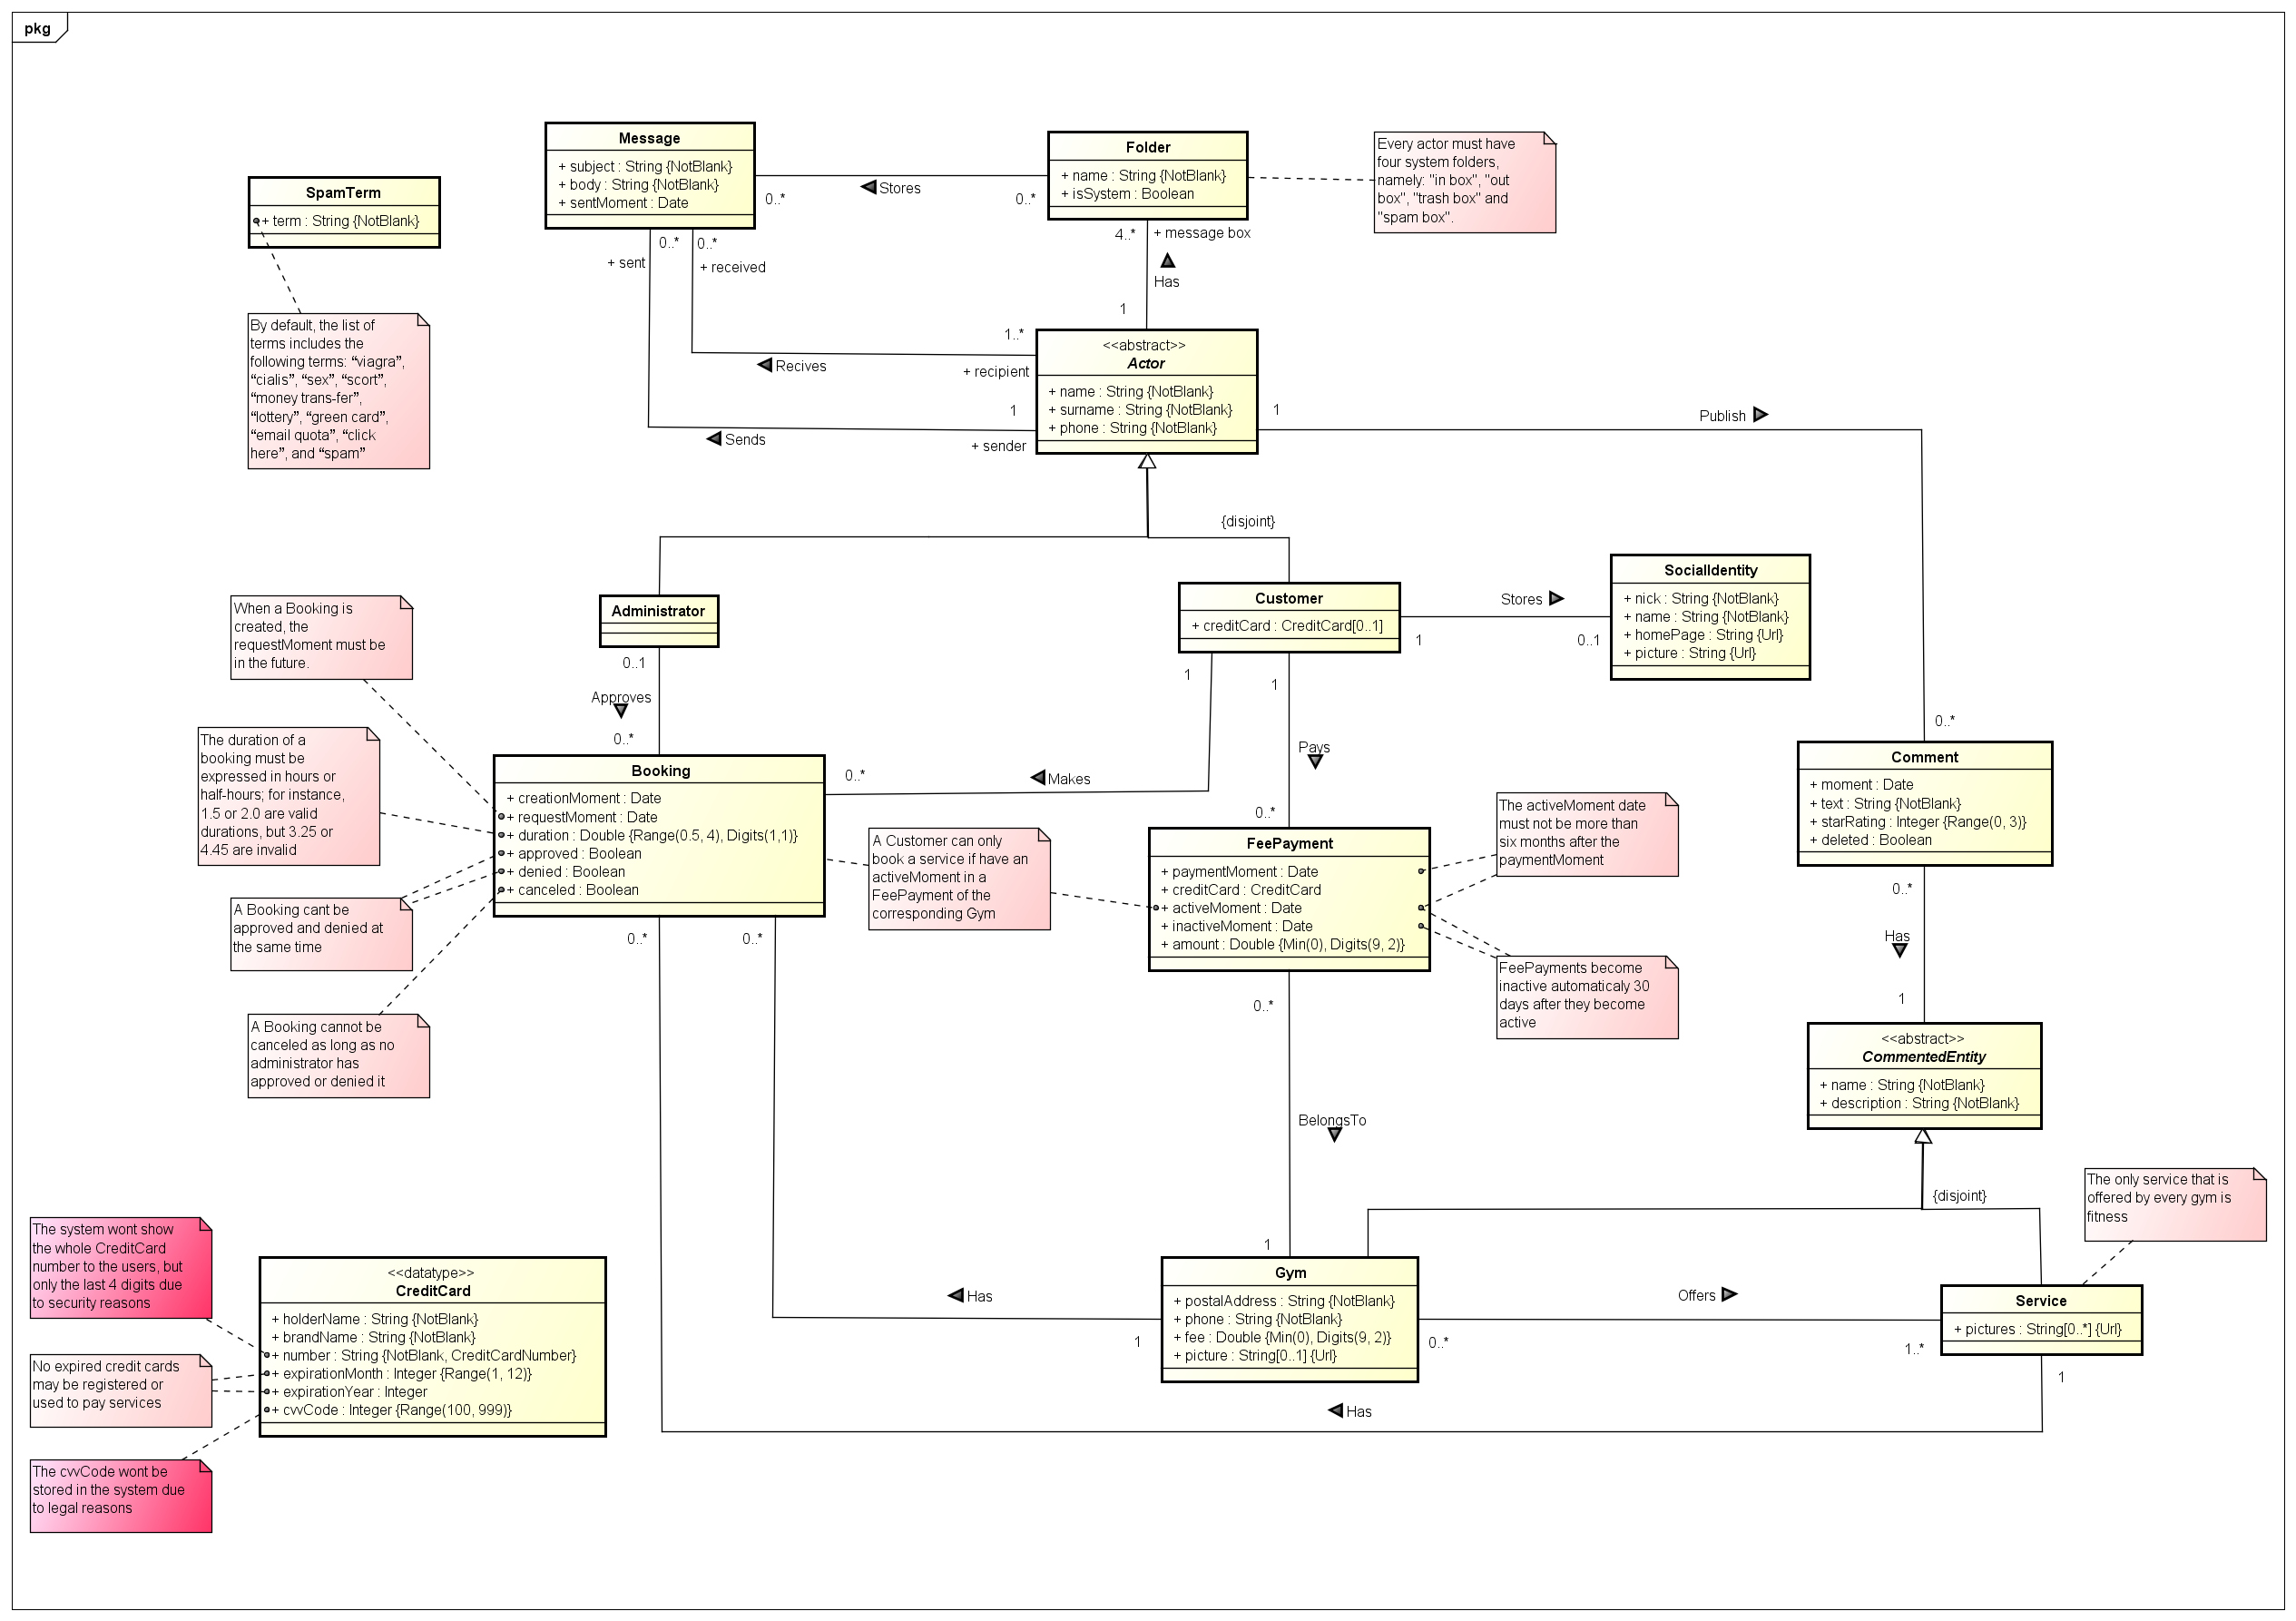 pkg
Message
+ subject : String {NotBlank}
+ body : String {NotBlank}
+ sentMoment : Date
Folder
+ name : String {NotBlank}
+ isSystem : Boolean
Every actor must have
four system folders,
namely: "in box", "out
box", "trash box" and
"spam box".
SpamTerm
+ term : String {NotBlank}
0..*
Stores
0..*
0..*
0..*
+ sent
+ received
4..*
+ message box
Has
1
By default, the list of
terms includes the
following terms: “viagra”,
“cialis”, “sex”, “scort”,
“money trans-fer”,
“lottery”, “green card”,
“email quota”, “click
here”, and “spam”
1..*
Recives
+ recipient
1
Sends
+ sender
<<abstract>>
Actor
+ name : String {NotBlank}
+ surname : String {NotBlank}
+ phone : String {NotBlank}
1
Publish
{disjoint}
When a Booking is
created, the
requestMoment must be
in the future.
Administrator
Customer
+ creditCard : CreditCard[0..1]
Stores
1
0..1
SocialIdentity
+ nick : String {NotBlank}
+ name : String {NotBlank}
+ homePage : String {Url}
+ picture : String {Url}
0..1
Approves
0..*
1
1
Pays
0..*
0..*
Makes
0..*
The duration of a
booking must be
expressed in hours or
half-hours; for instance,
1.5 or 2.0 are valid
durations, but 3.25 or
4.45 are invalid
Booking
+ creationMoment : Date
+ requestMoment : Date
+ duration : Double {Range(0.5, 4), Digits(1,1)}
+ approved : Boolean
+ denied : Boolean
+ canceled : Boolean
A Customer can only
book a service if have an
activeMoment in a
FeePayment of the
corresponding Gym
FeePayment
+ paymentMoment : Date
+ creditCard : CreditCard
+ activeMoment : Date
+ inactiveMoment : Date
+ amount : Double {Min(0), Digits(9, 2)}
The activeMoment date
must not be more than
six months after the
paymentMoment
Comment
+ moment : Date
+ text : String {NotBlank}
+ starRating : Integer {Range(0, 3)}
+ deleted : Boolean
A Booking cant be
approved and denied at
the same time
0..*
0..*
0..*
0..*
Has
1
FeePayments become
inactive automaticaly 30
days after they become
active
A Booking cannot be
canceled as long as no
administrator has
approved or denied it
<<abstract>>
CommentedEntity
+ name : String {NotBlank}
+ description : String {NotBlank}
BelongsTo
1
{disjoint}
The only service that is
offered by every gym is
fitness
The system wont show
the whole CreditCard
number to the users, but
only the last 4 digits due
to security reasons
No expired credit cards
may be registered or
used to pay services
The cvvCode wont be
stored in the system due
to legal reasons
<<datatype>>
CreditCard
+ holderName : String {NotBlank}
+ brandName : String {NotBlank}
+ number : String {NotBlank, CreditCardNumber}
+ expirationMonth : Integer {Range(1, 12)}
+ expirationYear : Integer
+ cvvCode : Integer {Range(100, 999)}
Has
1
Gym
+ postalAddress : String {NotBlank}
+ phone : String {NotBlank}
+ fee : Double {Min(0), Digits(9, 2)}
+ picture : String[0..1] {Url}
Offers
0..*
1..*
Service
+ pictures : String[0..*] {Url}
1
Has